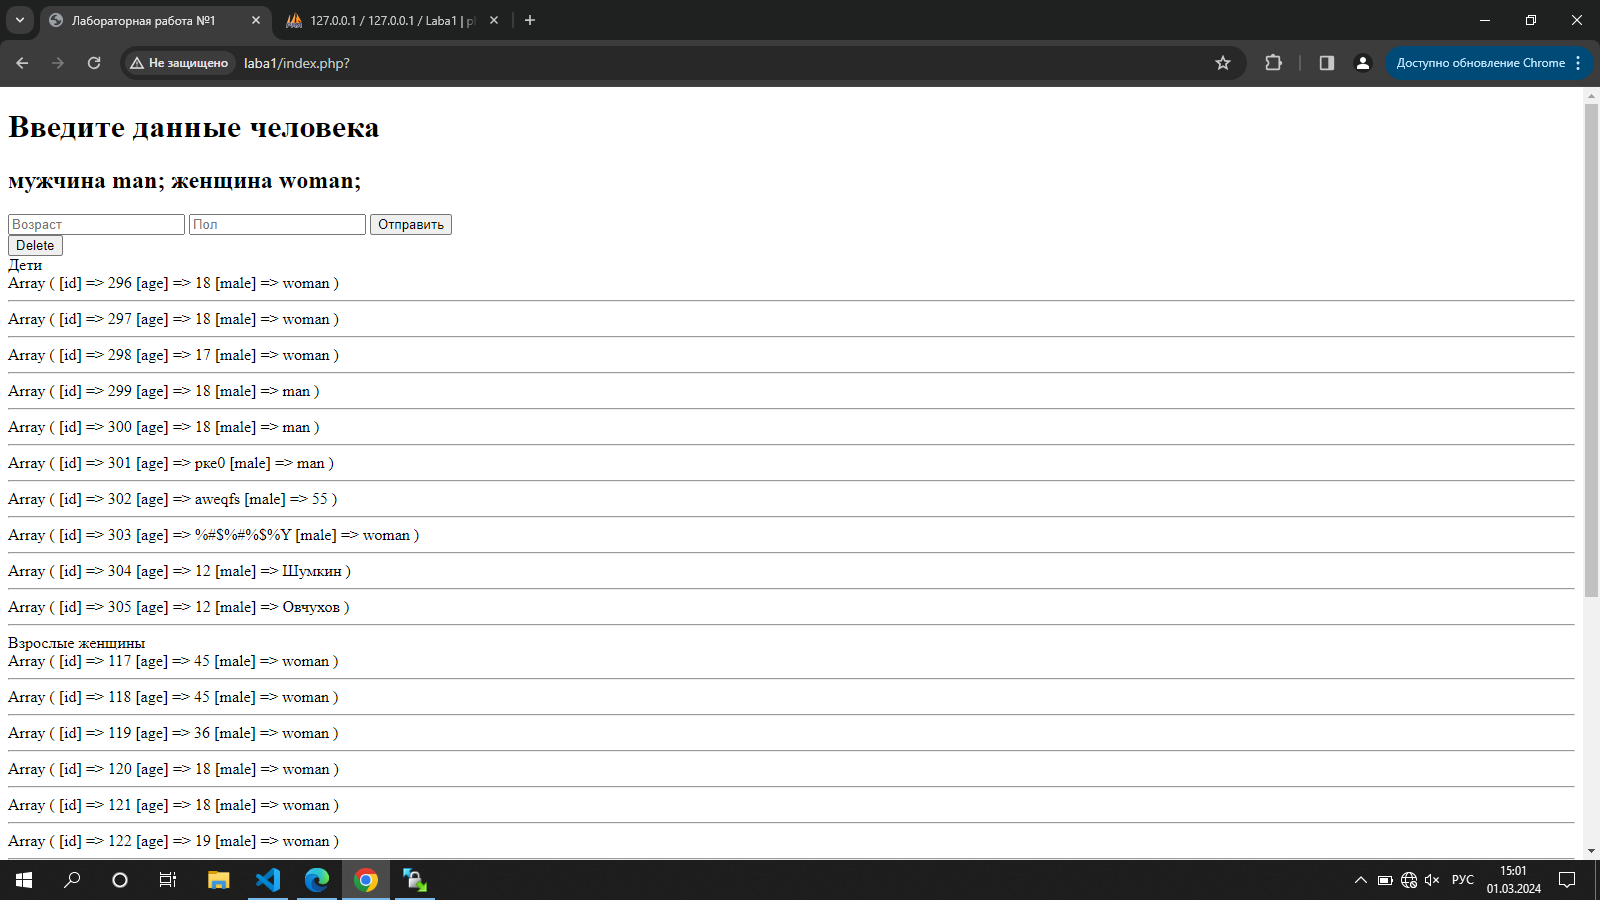 Лабораторная работа №1
127.0.0.1 / 127.0.0.1 / Laba1 | p
Не защищено
laba1/index.php?
Доступно обновление Chrome
Введите данные человека
мужчина man; женщина woman;
Возраст Пол Отправить
Delete
Дети
Array ( [id] => 296 [age] => 18 [male] => woman )
Array ( [id] => 297 [age] => 18 [male] => woman )
Array ( [id] => 298 [age] => 17 [male] => woman )
Array ( [id] => 299 [age] => 18 [male] => man )
Array ( [id] => 300 [age] => 18 [male] => man )
Array ( [id] => 301 [age] => рке0 [male] => man )
Array ( [id] => 302 [age] => aweqfs [male] => 55 )
Array ( [id] => 303 [age] => %#$%#%$%Y [male] => woman )
Array ( [id] => 304 [age] => 12 [male] => Шумкин )
Array ( [id] => 305 [age] => 12 [male] => Овчухов )
Взрослые женщины
Array ( [id] => 117 [age] => 45 [male] => woman )
Array ( [id] => 118 [age] => 45 [male] => woman )
Array ( [id] => 119 [age] => 36 [male] => woman )
Array ( [id] => 120 [age] => 18 [male] => woman )
Array ( [id] => 121 [age] => 18 [male] => woman )
Array ( [id] => 122 [age] => 19 [male] => woman )
РУС
15:01
01.03.2024